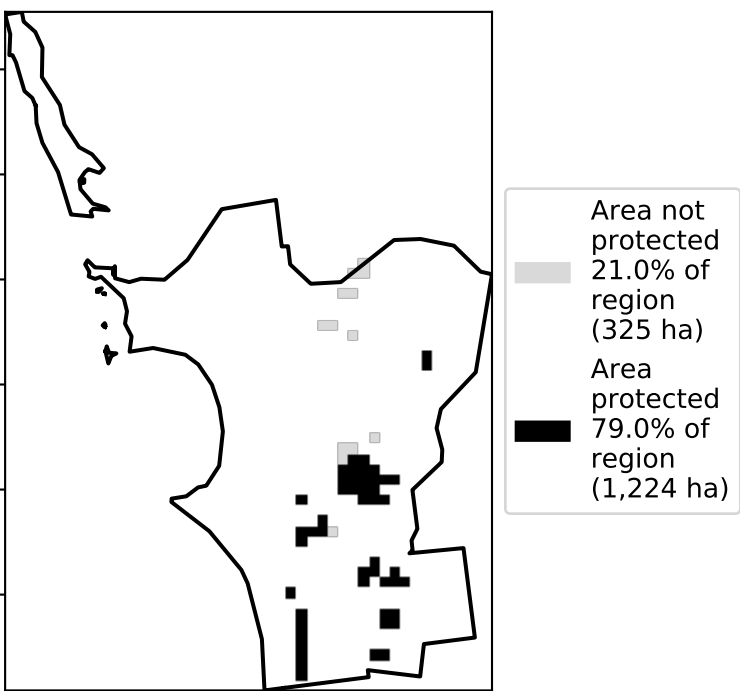 Area not
protected
21.0% of
region
(325 ha)
Area
protected
79.0% of
region
(1,224 ha)